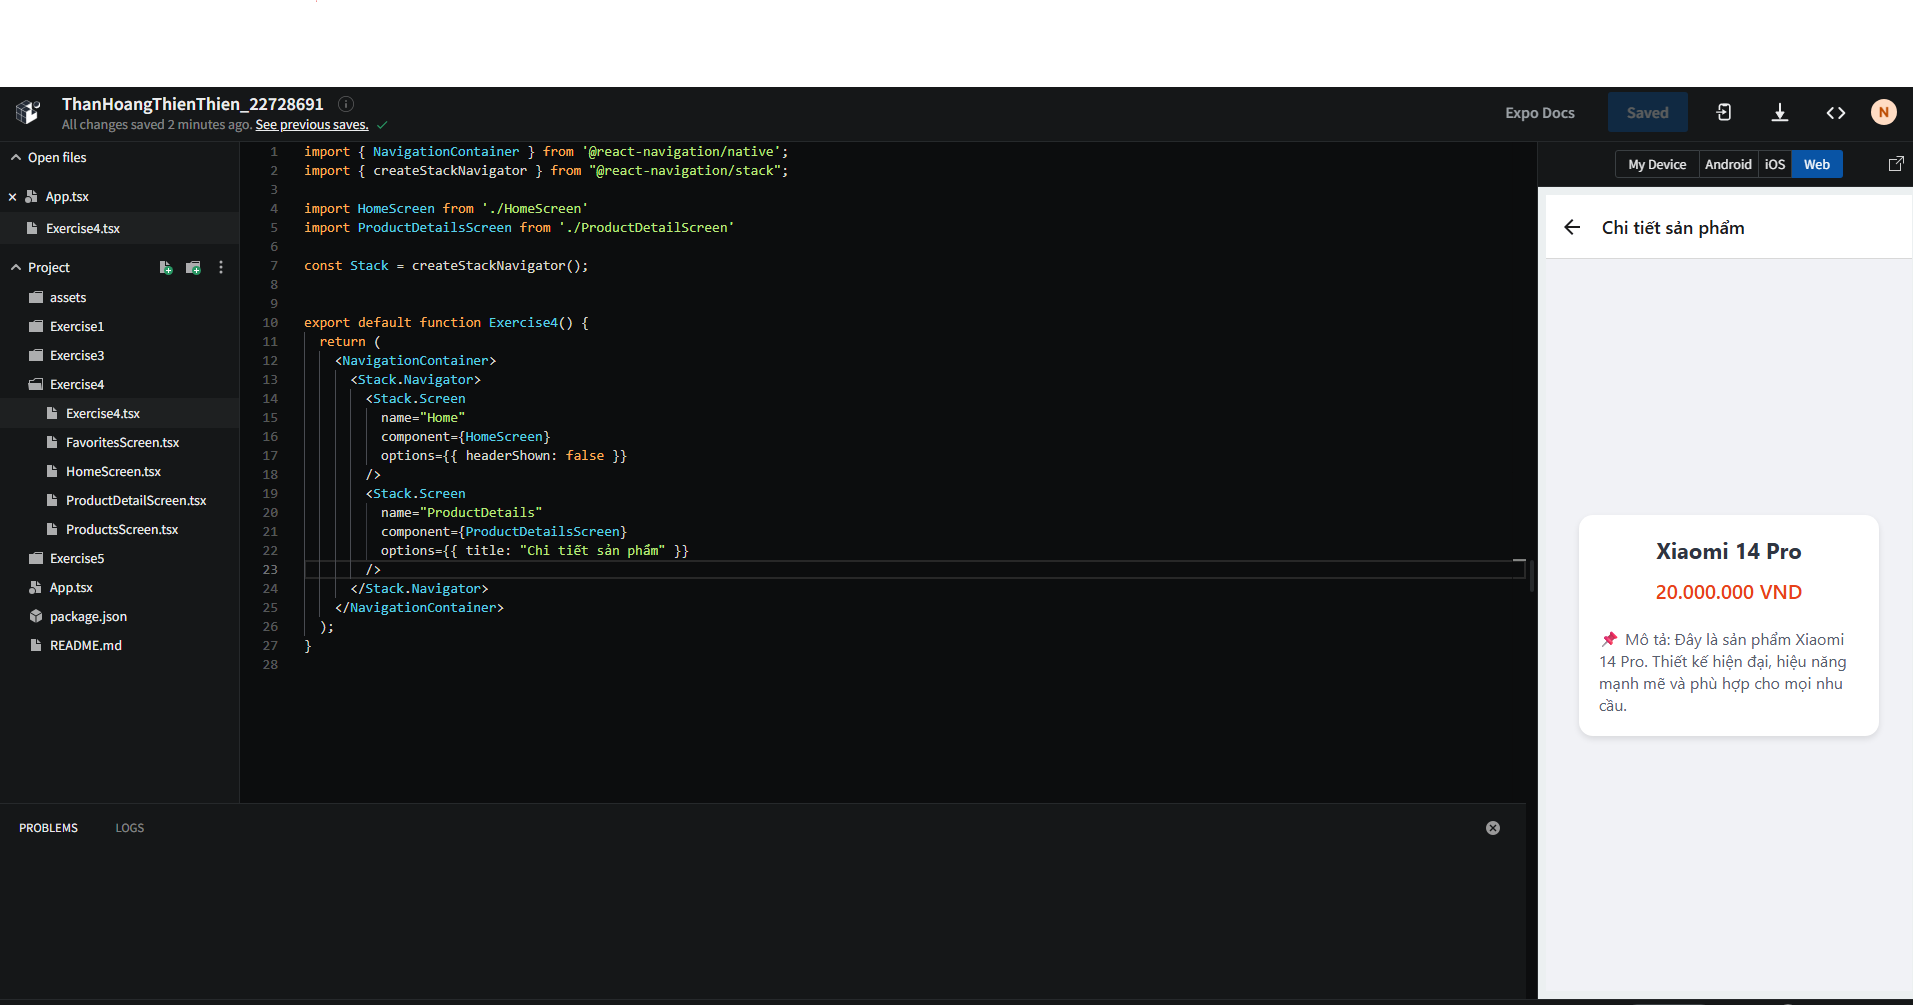 ThanHoangThienThien_22728691
All changes saved 2 minutes ago. See previous saves.
Expo Docs
Saved
N
Open files
App.tsx
Exercise4.tsx
Project
assets
Exercise1
Exercise3
Exercise4
Exercise4.tsx
FavoritesScreen.tsx
HomeScreen.tsx
ProductDetailScreen.tsx
ProductsScreen.tsx
Exercise5
App.tsx
package.json
README.md
1 import { NavigationContainer } from '@react-navigation/native';
2 import { createStackNavigator } from "@react-navigation/stack";
3
4 import HomeScreen from './HomeScreen'
5 import ProductDetailsScreen from './ProductDetailScreen'
6
7 const Stack = createStackNavigator();
8
9
10 export default function Exercise4() {
11 return (
12 <NavigationContainer>
13 <Stack.Navigator>
14 <Stack.Screen
15 name="Home"
16 component={HomeScreen}
17 options={{ headerShown: false }}
18 />
19 <Stack.Screen
20 name="ProductDetails"
21 component={ProductDetailsScreen}
22 options={{ title: "Chi tiết sản phẩm" }}
23 />
24 </Stack.Navigator>
25 </NavigationContainer>
26 );
27 }
28
PROBLEMS
LOGS
My Device
Android
iOS
Web
Chi tiết sản phẩm
Xiaomi 14 Pro
20.000.000 VND
📌 Mô tả: Đây là sản phẩm Xiaomi
14 Pro. Thiết kế hiện đại, hiệu năng
mạnh mẽ và phù hợp cho mọi nhu
cầu.